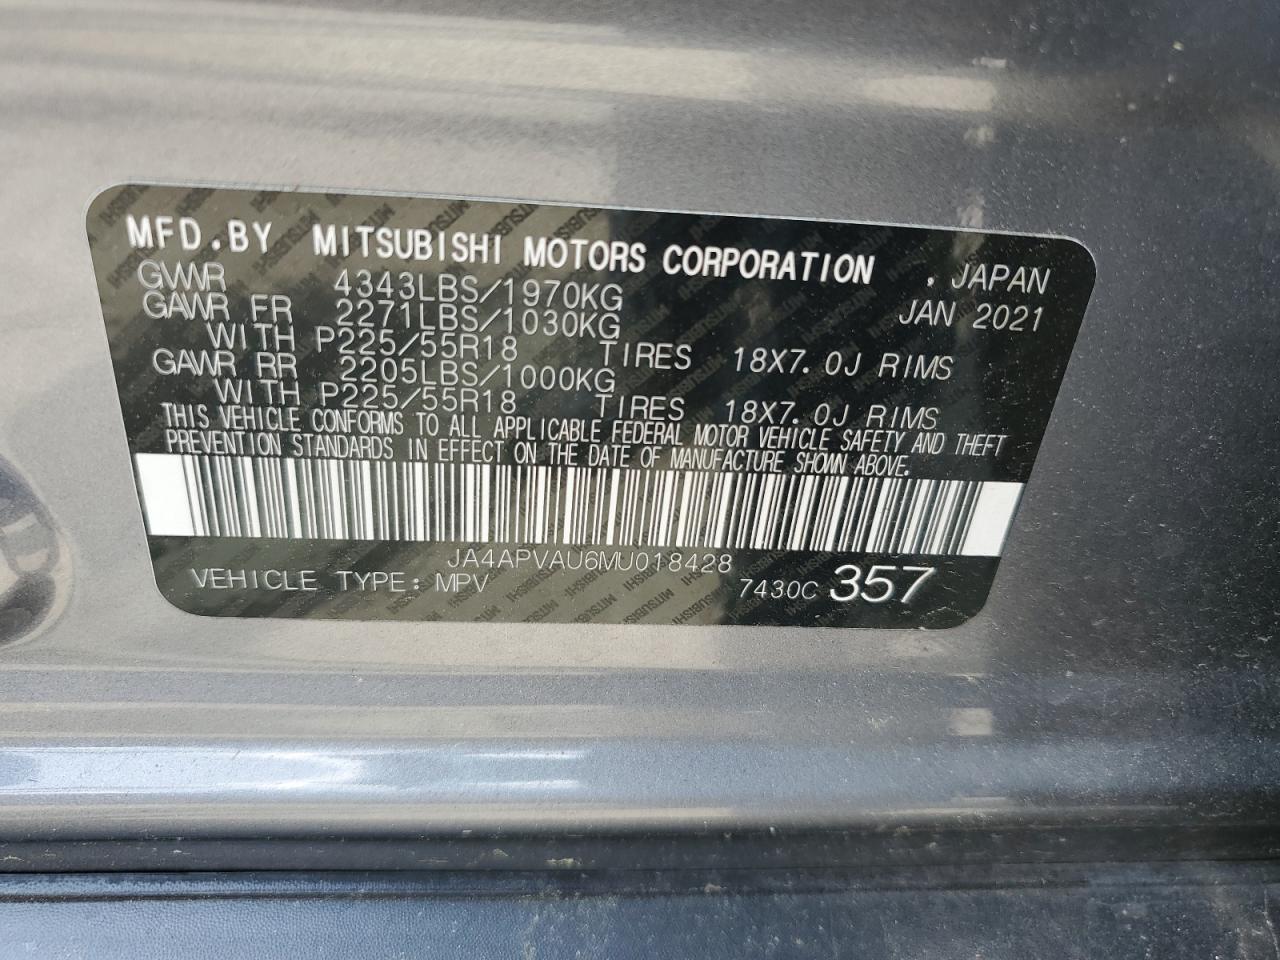 MFD.BY MITSUBISHI MOTORS CORPORATION . JAPAN
GVWR 4343LBS/1970KG JAN 2021
GAWR FR 2271LBS/1030KG
WITH P225/55R18 TIRES 18X7.0J RIMS
GAWR RR 2205LBS/1000KG
WITH P225/55R18 TIRES 18X7.0J RIMS
THIS VEHICLE CONFORMS TO ALL APPLICABLE FEDERAL MOTOR VEHICLE SAFETY AND THEFT
PREVENTION STANDARDS IN EFFECT ON THE DATE OF MANUFACTURE SHOWN ABOVE.
JA4APVAU6MU018428
VEHICLE TYPE: MPV 7430C 357